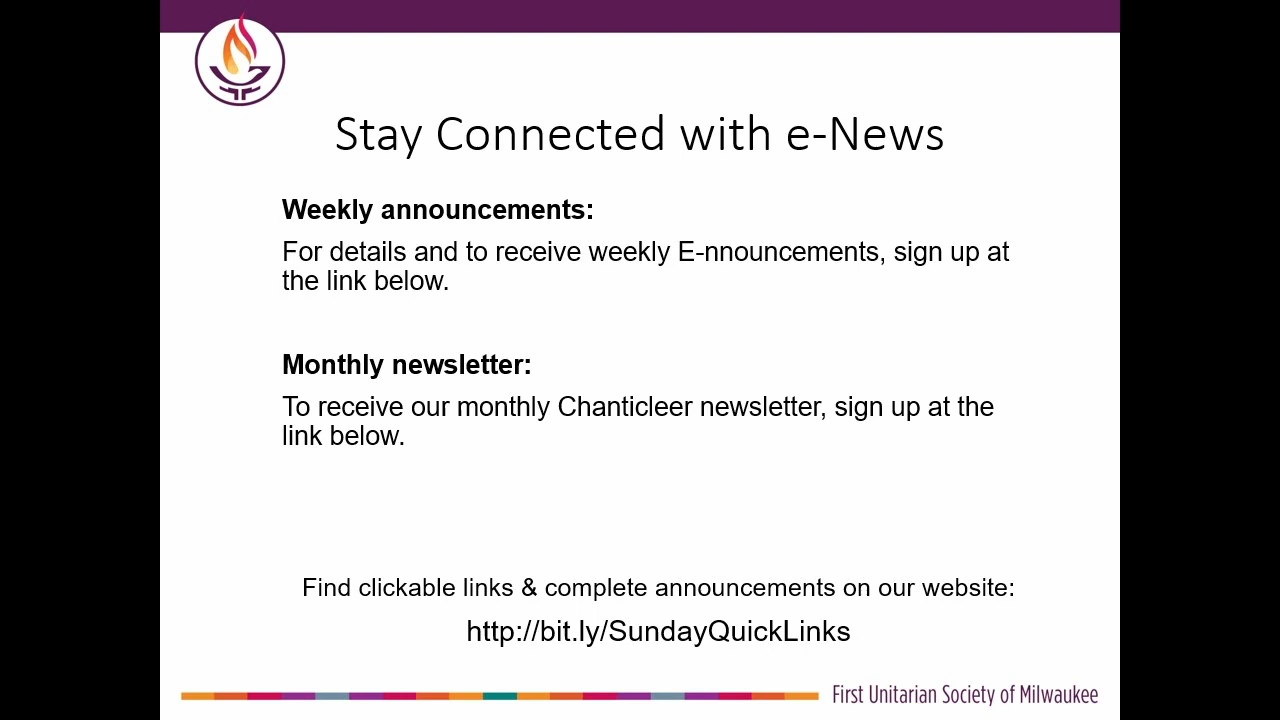 Stay Connected with e-News
Weekly announcements:
For details and to receive weekly E-nnouncements, sign up at
the link below.
Monthly newsletter:
To receive our monthly Chanticleer newsletter, sign up at the
link below.
Find clickable links & complete announcements on our website:
http://bit.ly/SundayQuickLinks
First Unitarian Society of Milwaukee